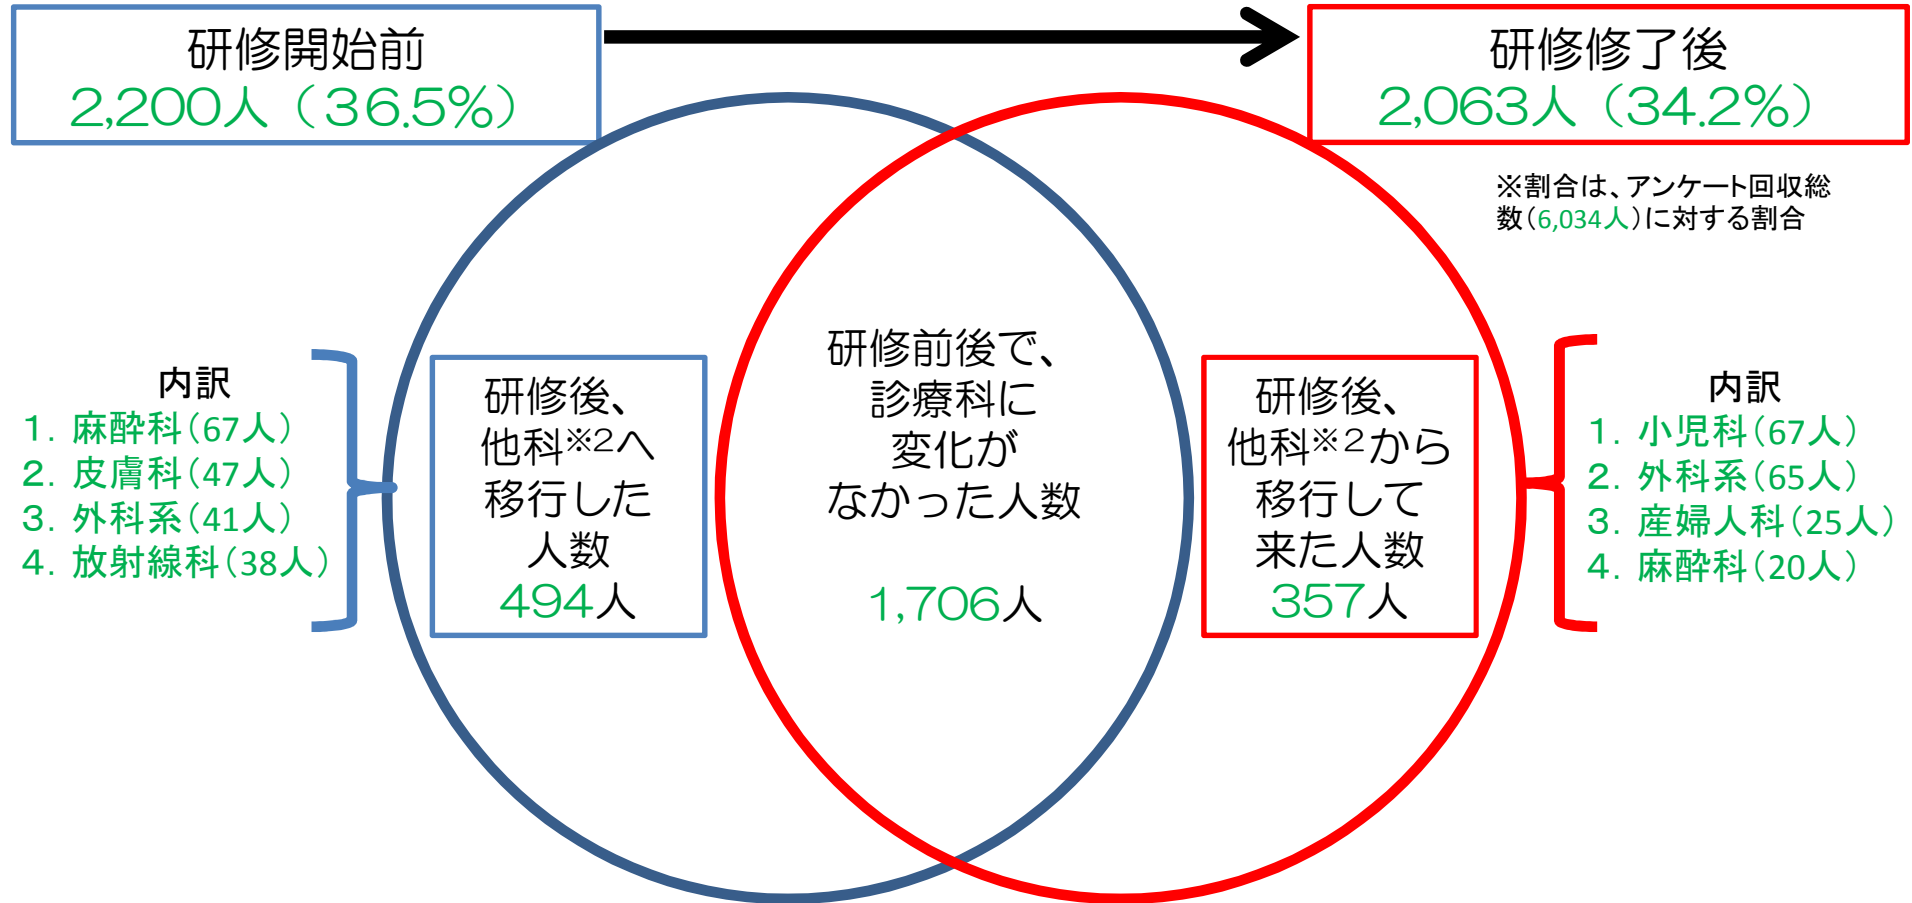 研修開始前
2,200人（36.5%）
研修修了後
2,063人（34.2%）
※割合は、アンケート回収総
数（6,034人）に対する割合
内訳
1. 麻酔科（67人）
2. 皮膚科（47人）
3. 外科系（41人）
4. 放射線科（38人）
研修後、
他科※2へ
移行した
人数
494人
研修前後で、
診療科に
変化が
なかった人数
1,706人
研修後、
他科※2から
移行して
来た人数
357人
内訳
1. 小児科（67人）
2. 外科系（65人）
3. 産婦人科（25人）
4. 麻酔科（20人）